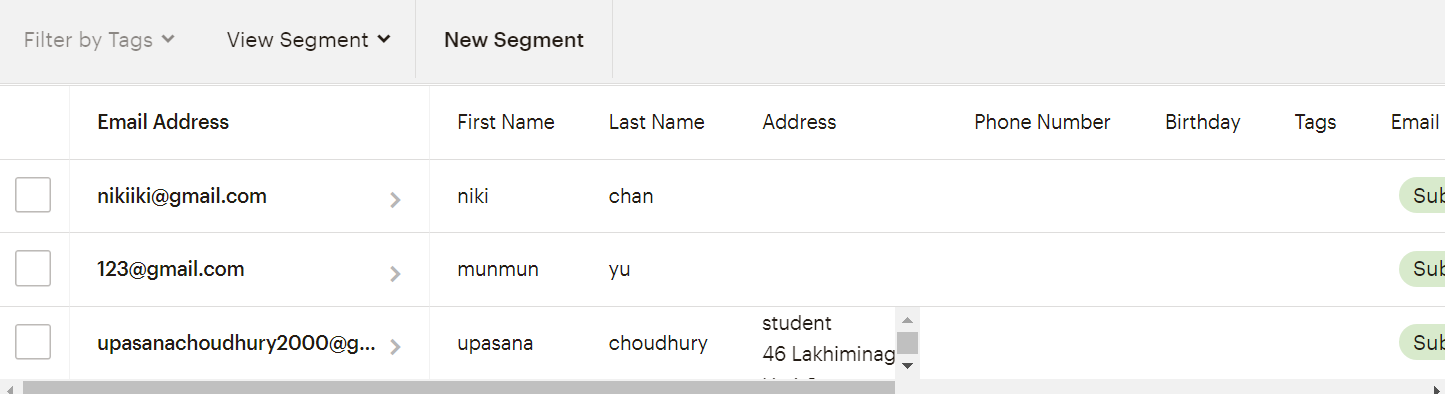 Filter by Tags View Segment New Segment
Email Address First Name Last Name Address Phone Number Birthday Tags Email
nikiiki@gmail.com niki chan Sub
123@gmail.com munmun yu Sub
upasanachoudhury2000@g... upasana choudhury student Sub
46 Lakhiminag